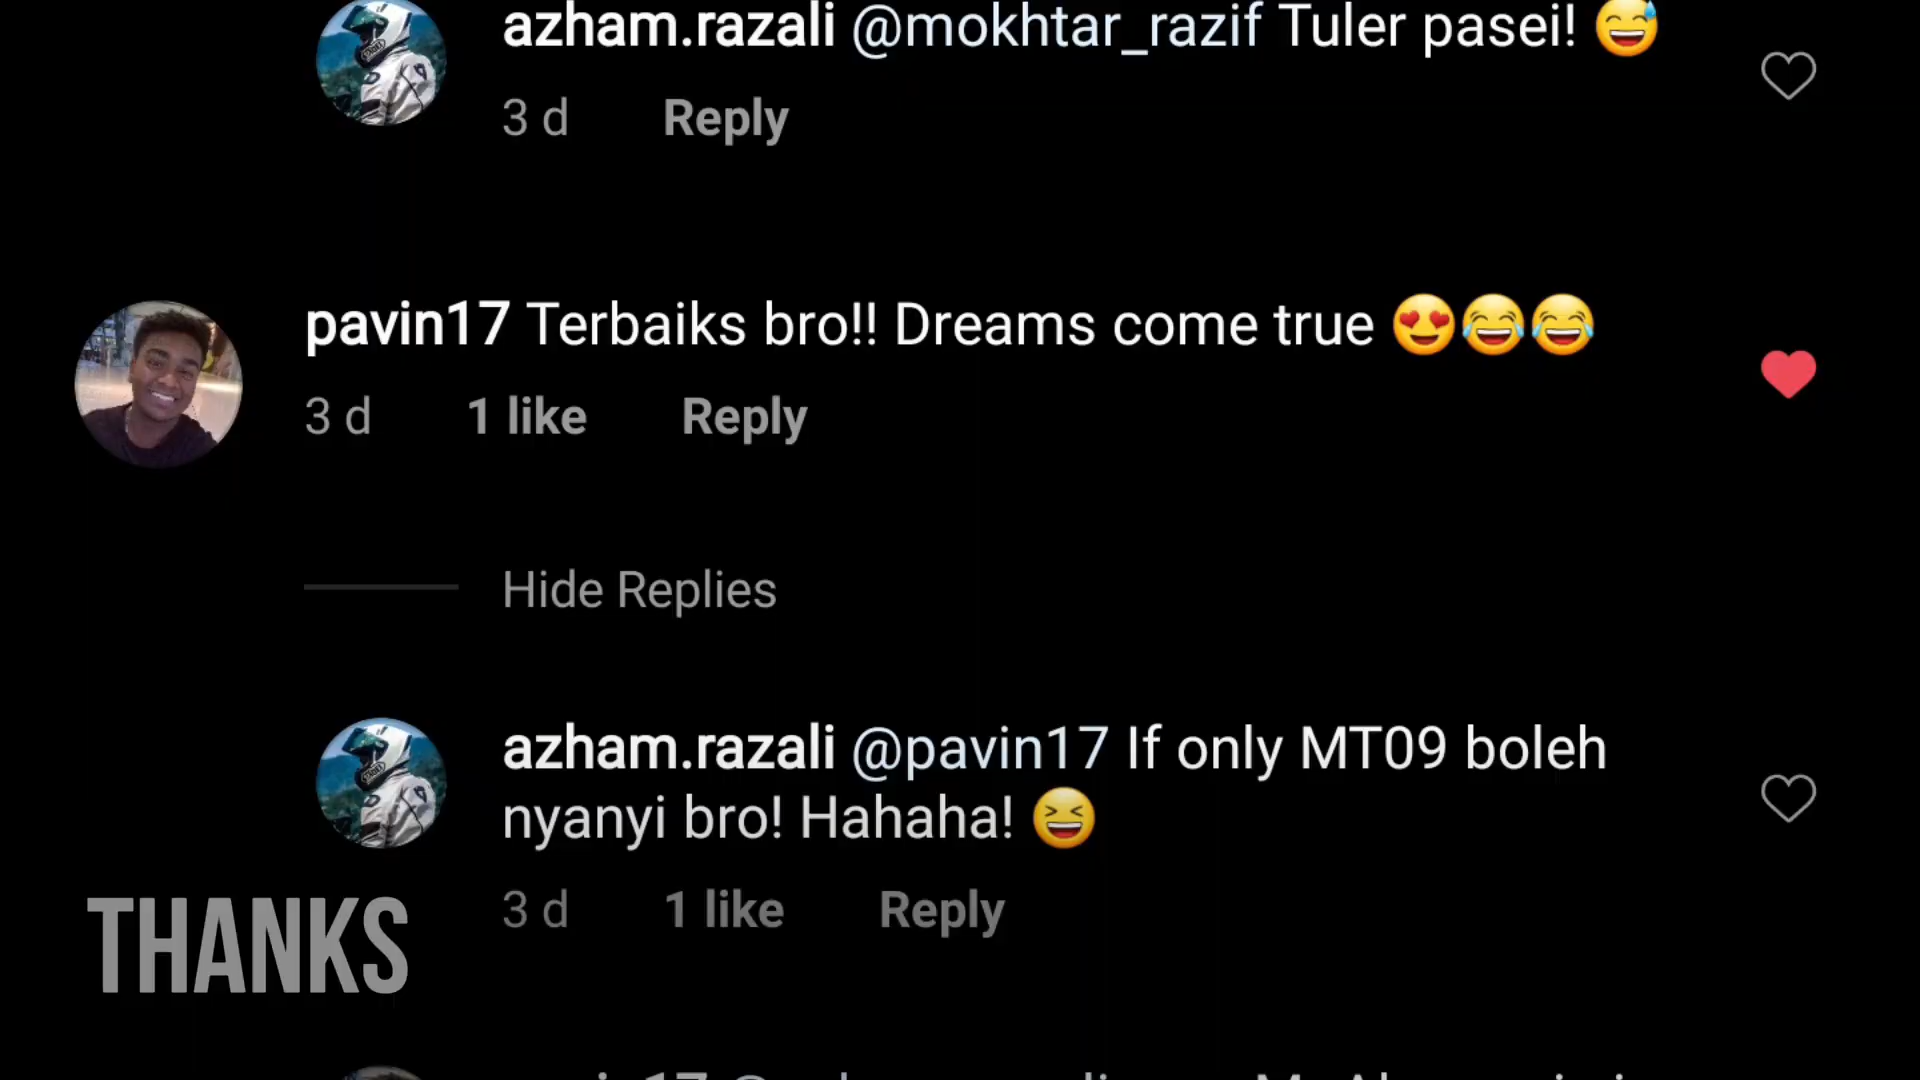 azham.razali @mokhtar_razif Tuler pasei! 😅
3 d Reply
pavin17 Terbaiks bro!! Dreams come true 😍😂😂
3 d 1 like Reply
Hide Replies
azham.razali @pavin17 If only MT09 boleh
nyanyi bro! Hahaha! 😆
3 d 1 like Reply
THANKS